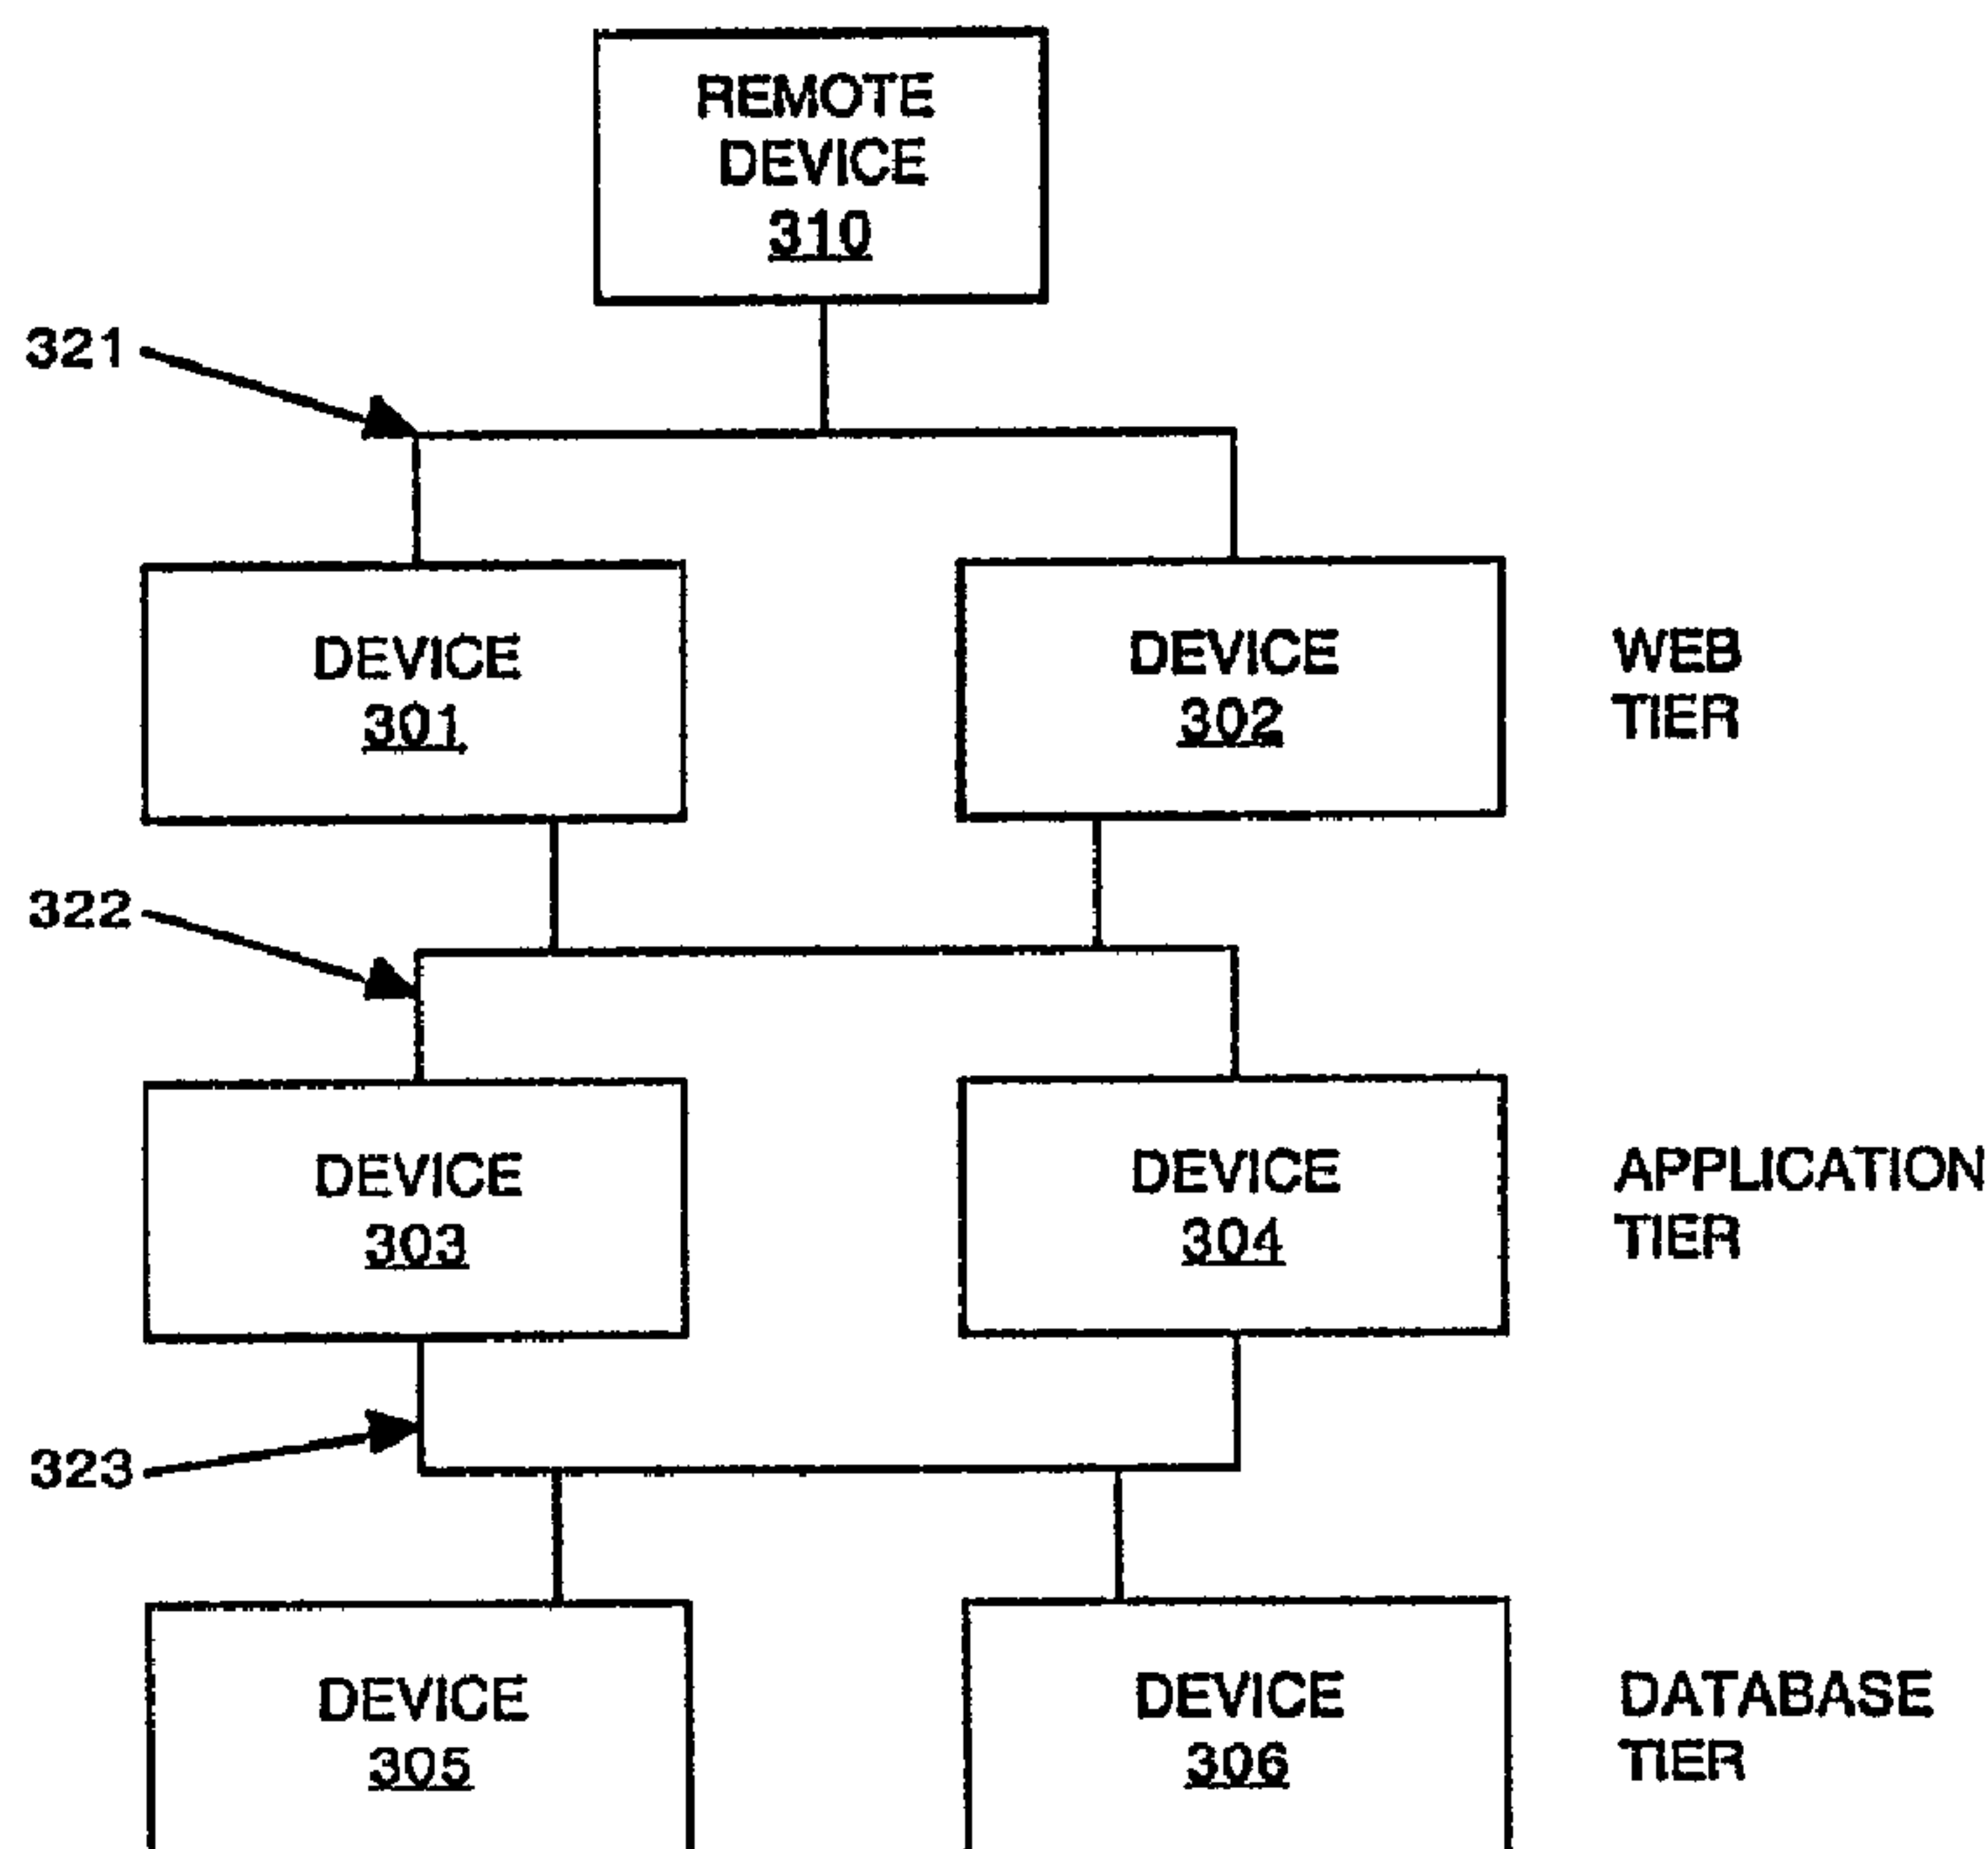 REMOTE
DEVICE
310
321
DEVICE
301
DEVICE
302
WEB
TIER
322
DEVICE
303
DEVICE
304
APPLICATION
TIER
323
DEVICE
305
DEVICE
306
DATABASE
TIER